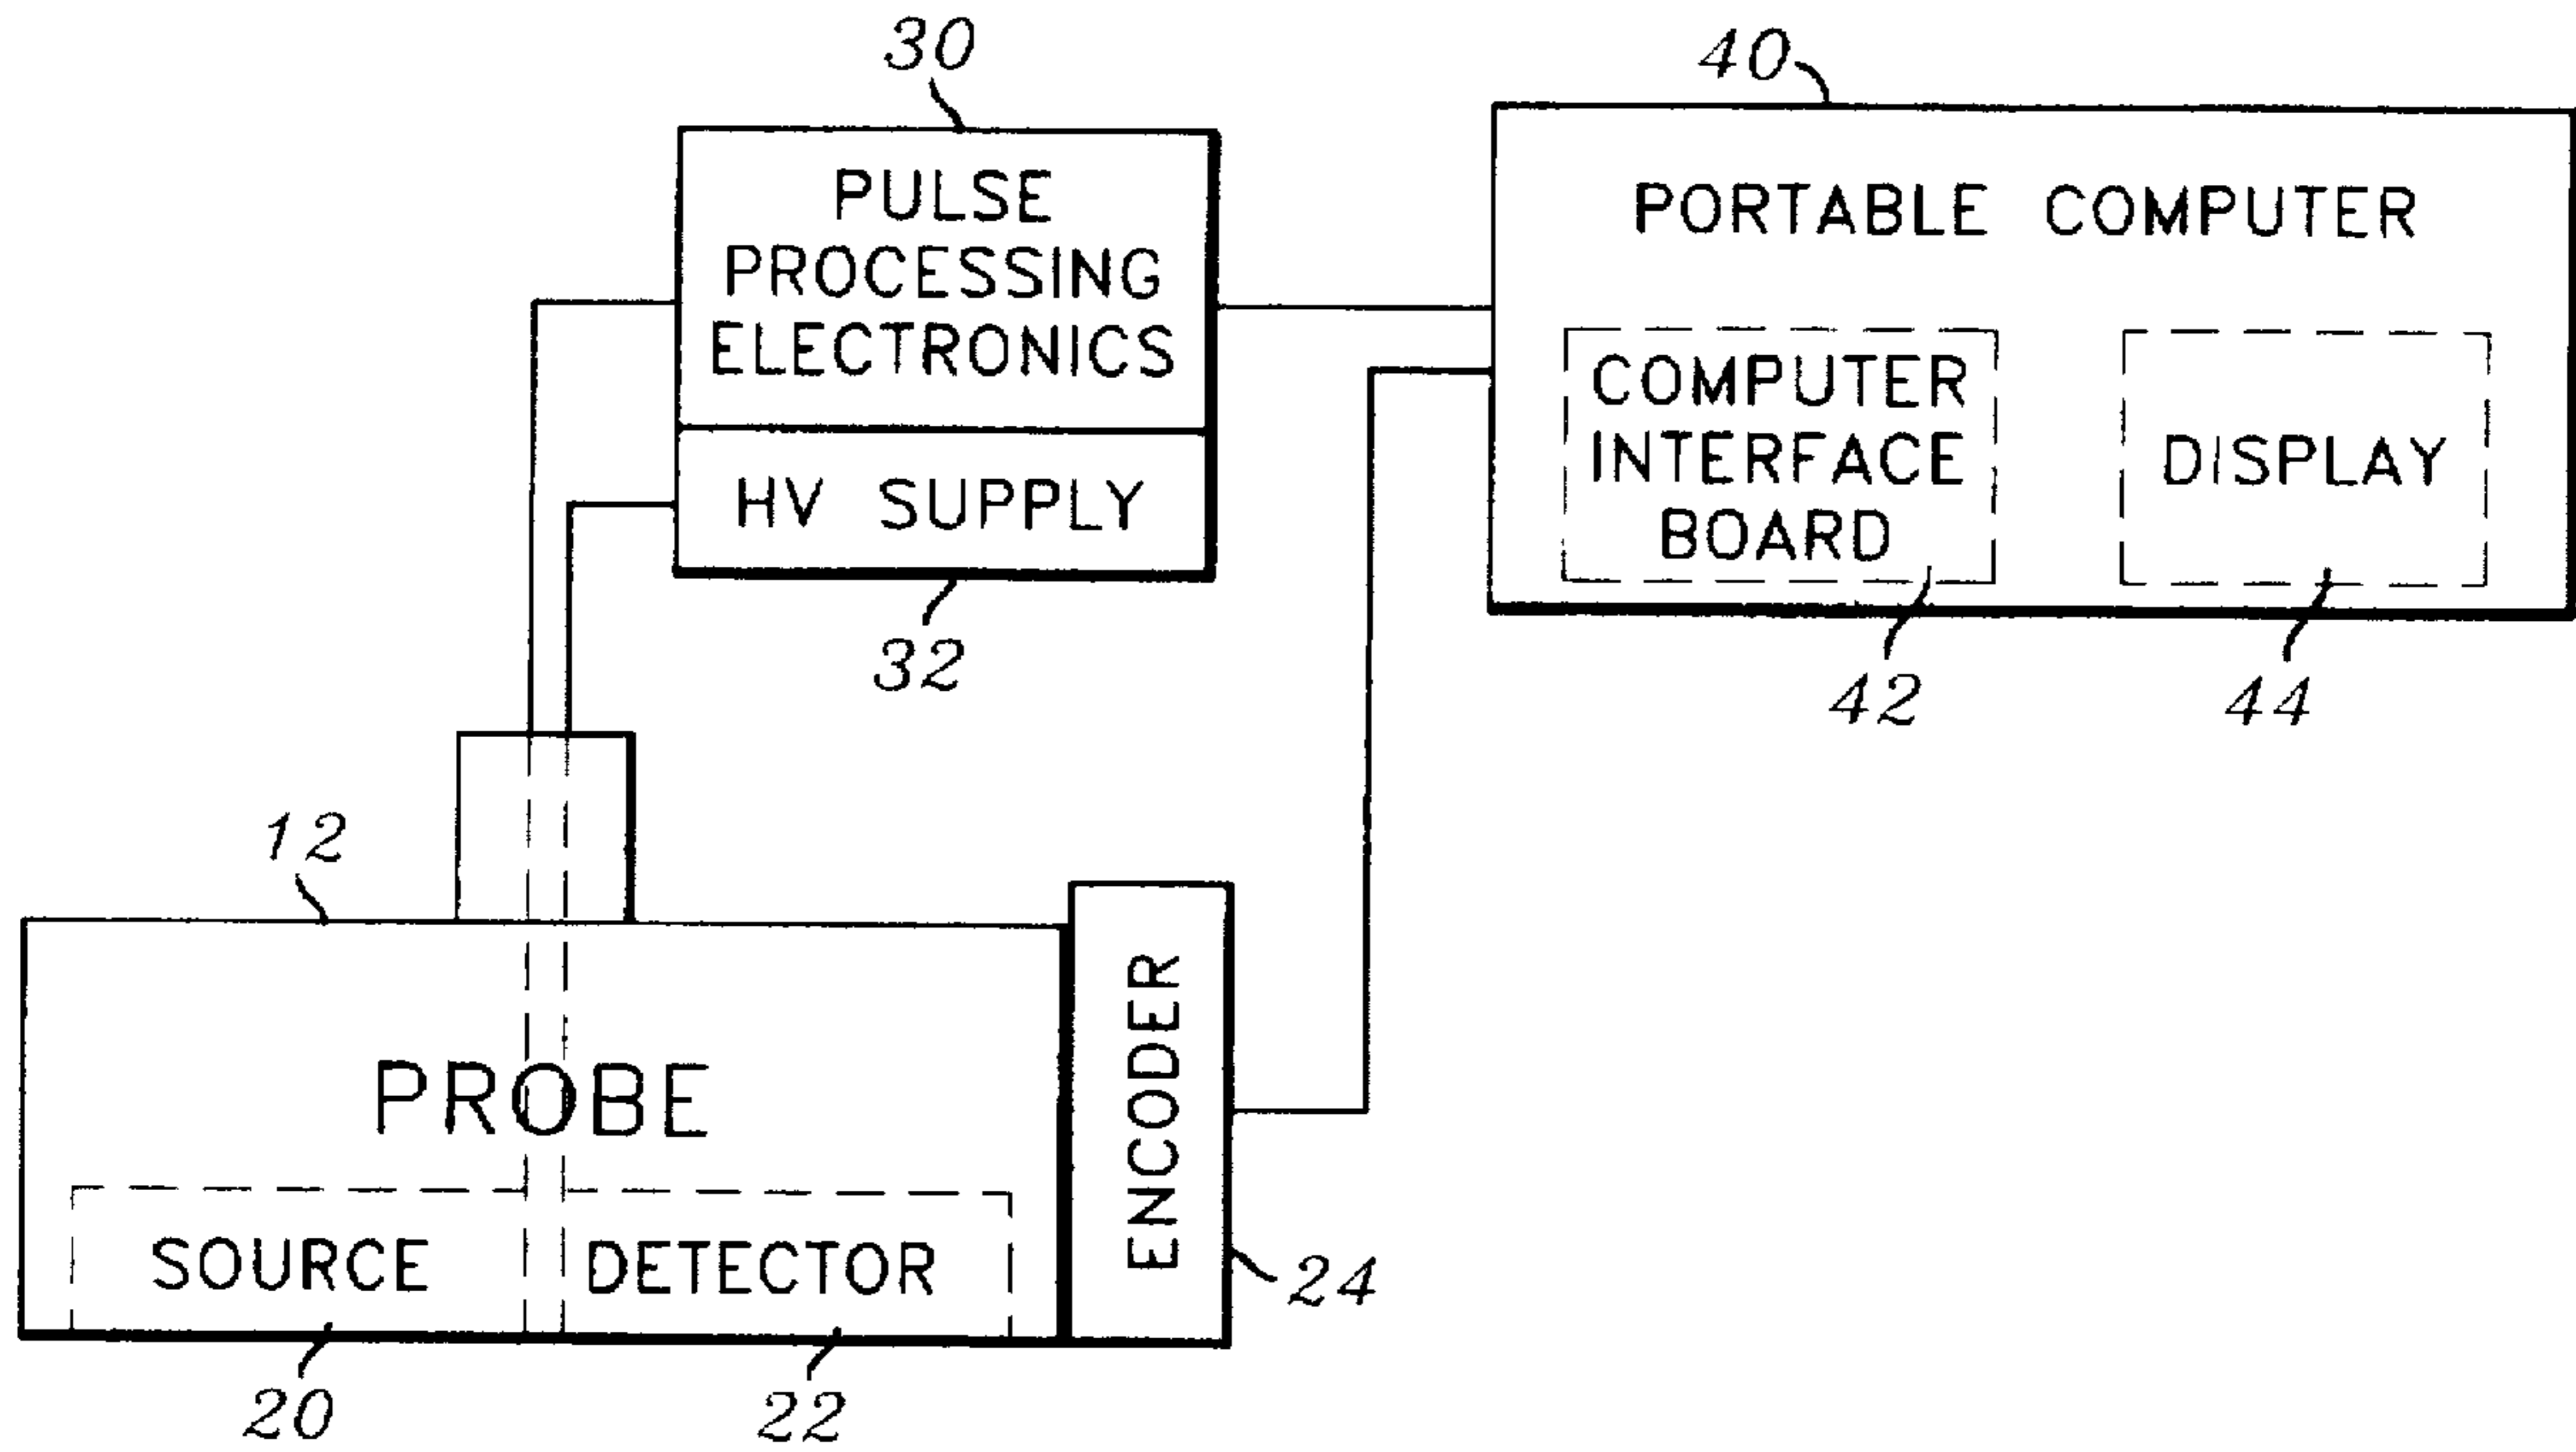 30
40
PULSE
PROCESSING
ELECTRONICS
HV SUPPLY
32
PORTABLE COMPUTER
COMPUTER
INTERFACE
BOARD
DISPLAY
42
44
12
PROBE
SOURCE
DETECTOR
ENCODER
24
20
22